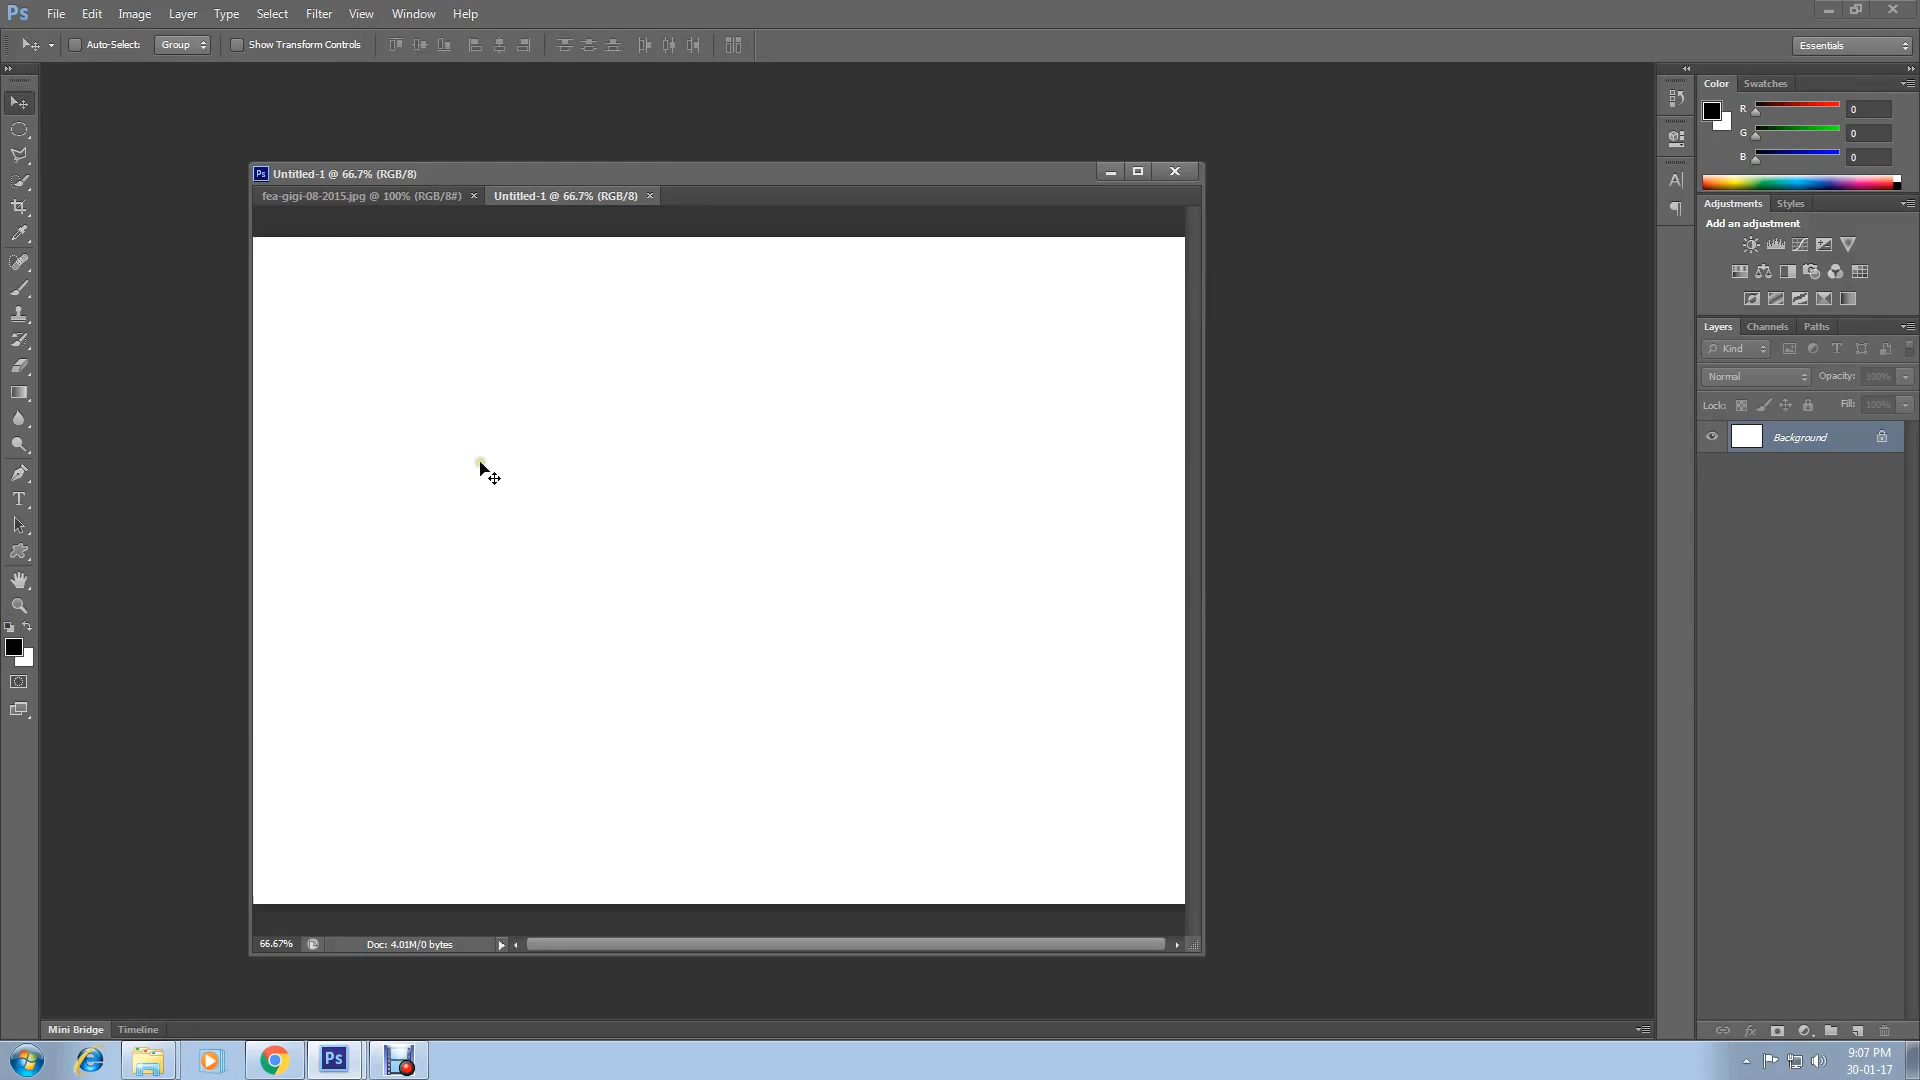 Ps File Edit Image Layer Type Select Filter View Window Help
Auto-Select: Group Show Transform Controls Essentials
Color Swatches
R 0
G 0
B 0
Untitled-1 @ 66.7% (RGB/8)
fea-gigi-08-2015.jpg @ 100% (RGB/8#) × Untitled-1 @ 66.7% (RGB/8) ×
Adjustments Styles
Add an adjustment
Layers Channels Paths
Kind
Normal Opacity: 100%
Lock: Fill: 100%
Background
66.67% Doc: 4.01M/0 bytes
Mini Bridge Timeline
9:07 PM
30-01-17